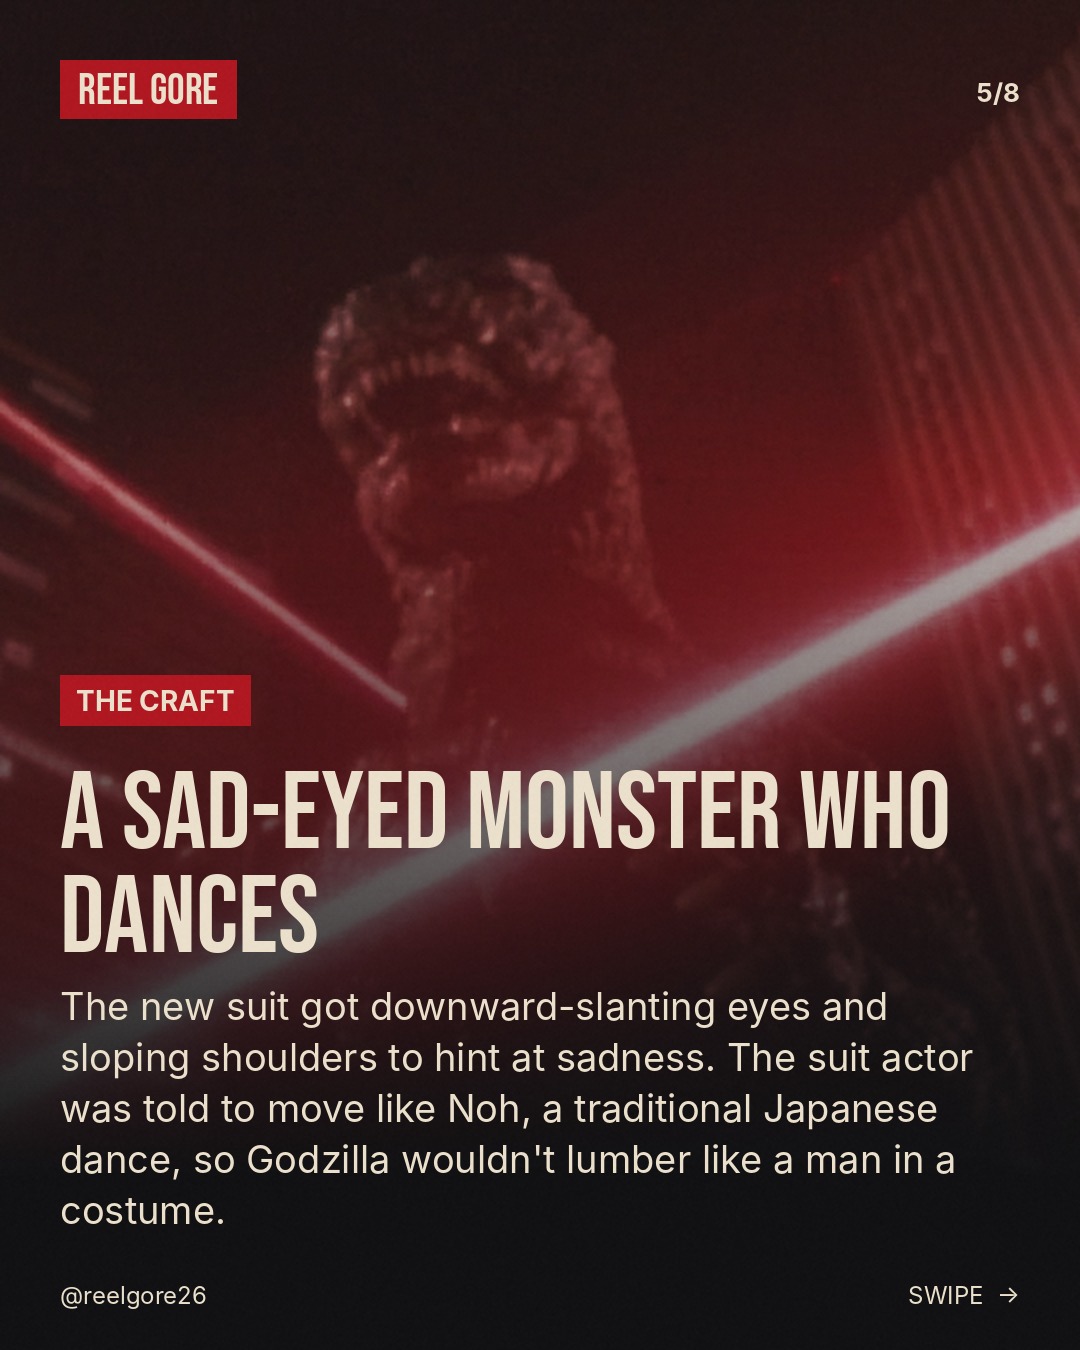 REEL GORE
5/8
THE CRAFT
A SAD-EYED MONSTER WHO
DANCES
The new suit got downward-slanting eyes and
sloping shoulders to hint at sadness. The suit actor
was told to move like Noh, a traditional Japanese
dance, so Godzilla wouldn't lumber like a man in a
costume.
@reelgore26
SWIPE →